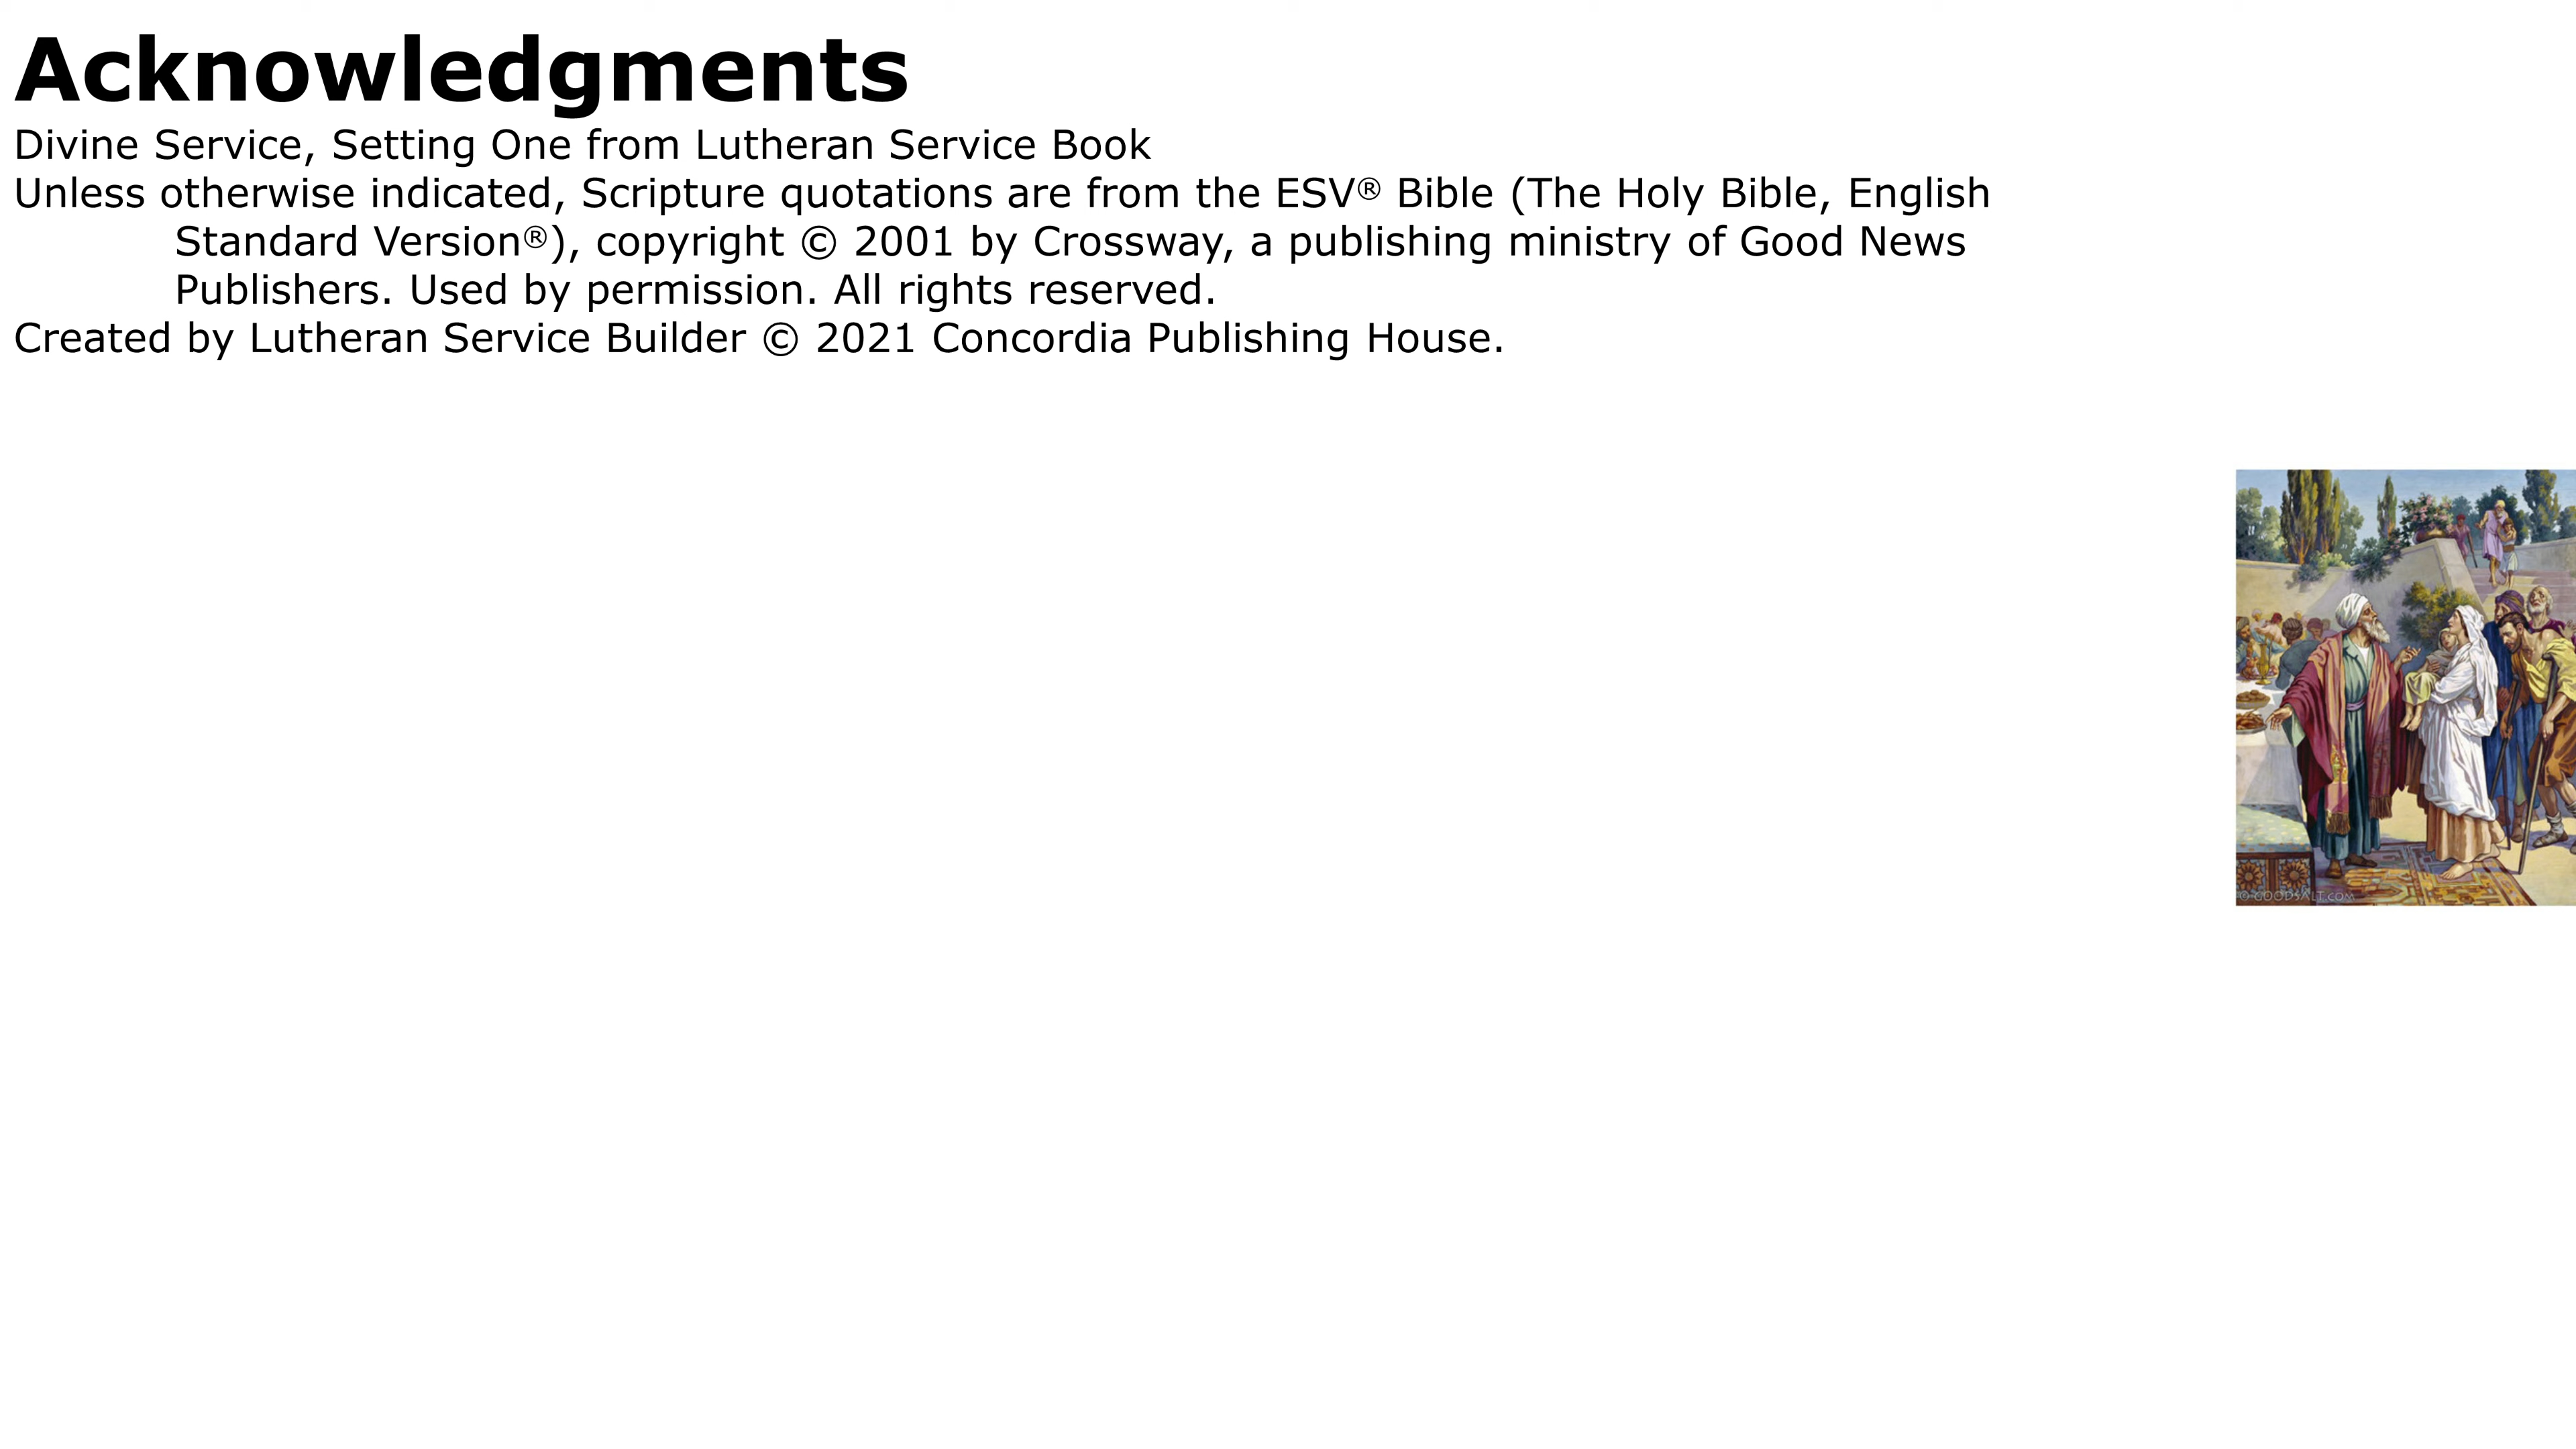 Acknowledgments
Divine Service, Setting One from Lutheran Service Book
Unless otherwise indicated, Scripture quotations are from the ESV® Bible (The Holy Bible, English
Standard Version®), copyright © 2001 by Crossway, a publishing ministry of Good News
Publishers. Used by permission. All rights reserved.
Created by Lutheran Service Builder © 2021 Concordia Publishing House.
© GOODSALT.COM